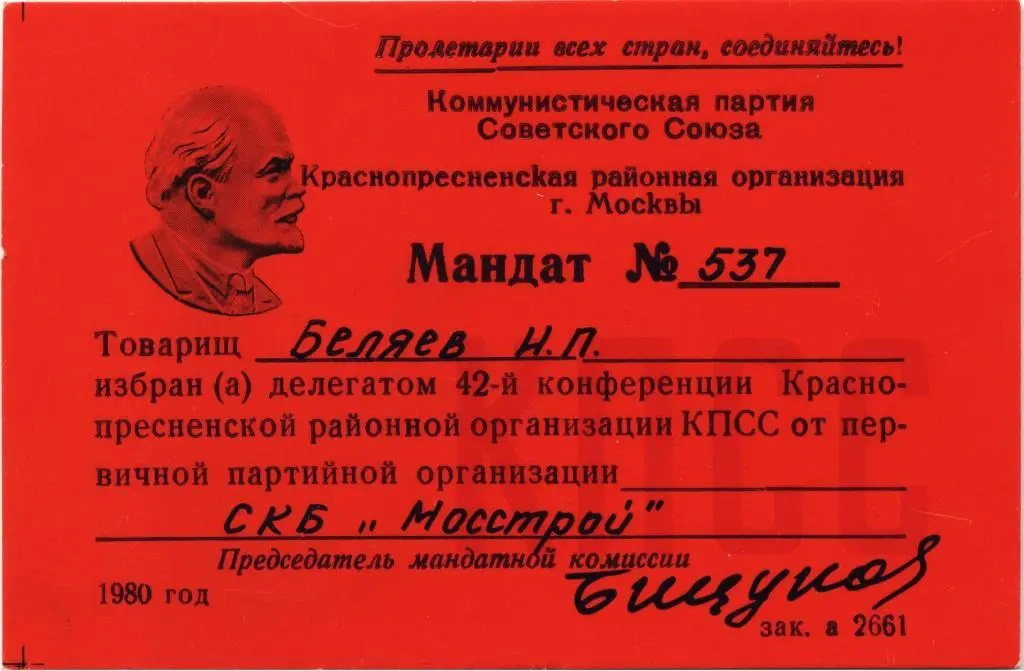 Пролетарии всех стран, соединяйтесь!
Коммунистическая партия
Советского Союза
Краснопресненская районная организация
г. Москвы
Мандат № 537
Товарищ Беляев Н.П.
избран (а) делегатом 42-й конференции Красно-
пресненской районной организации КПСС от пер-
вичной партийной организации
СКБ „Мосстрой"
Председатель мандатной комиссии
1980 год
зак. а 2661
КПСС